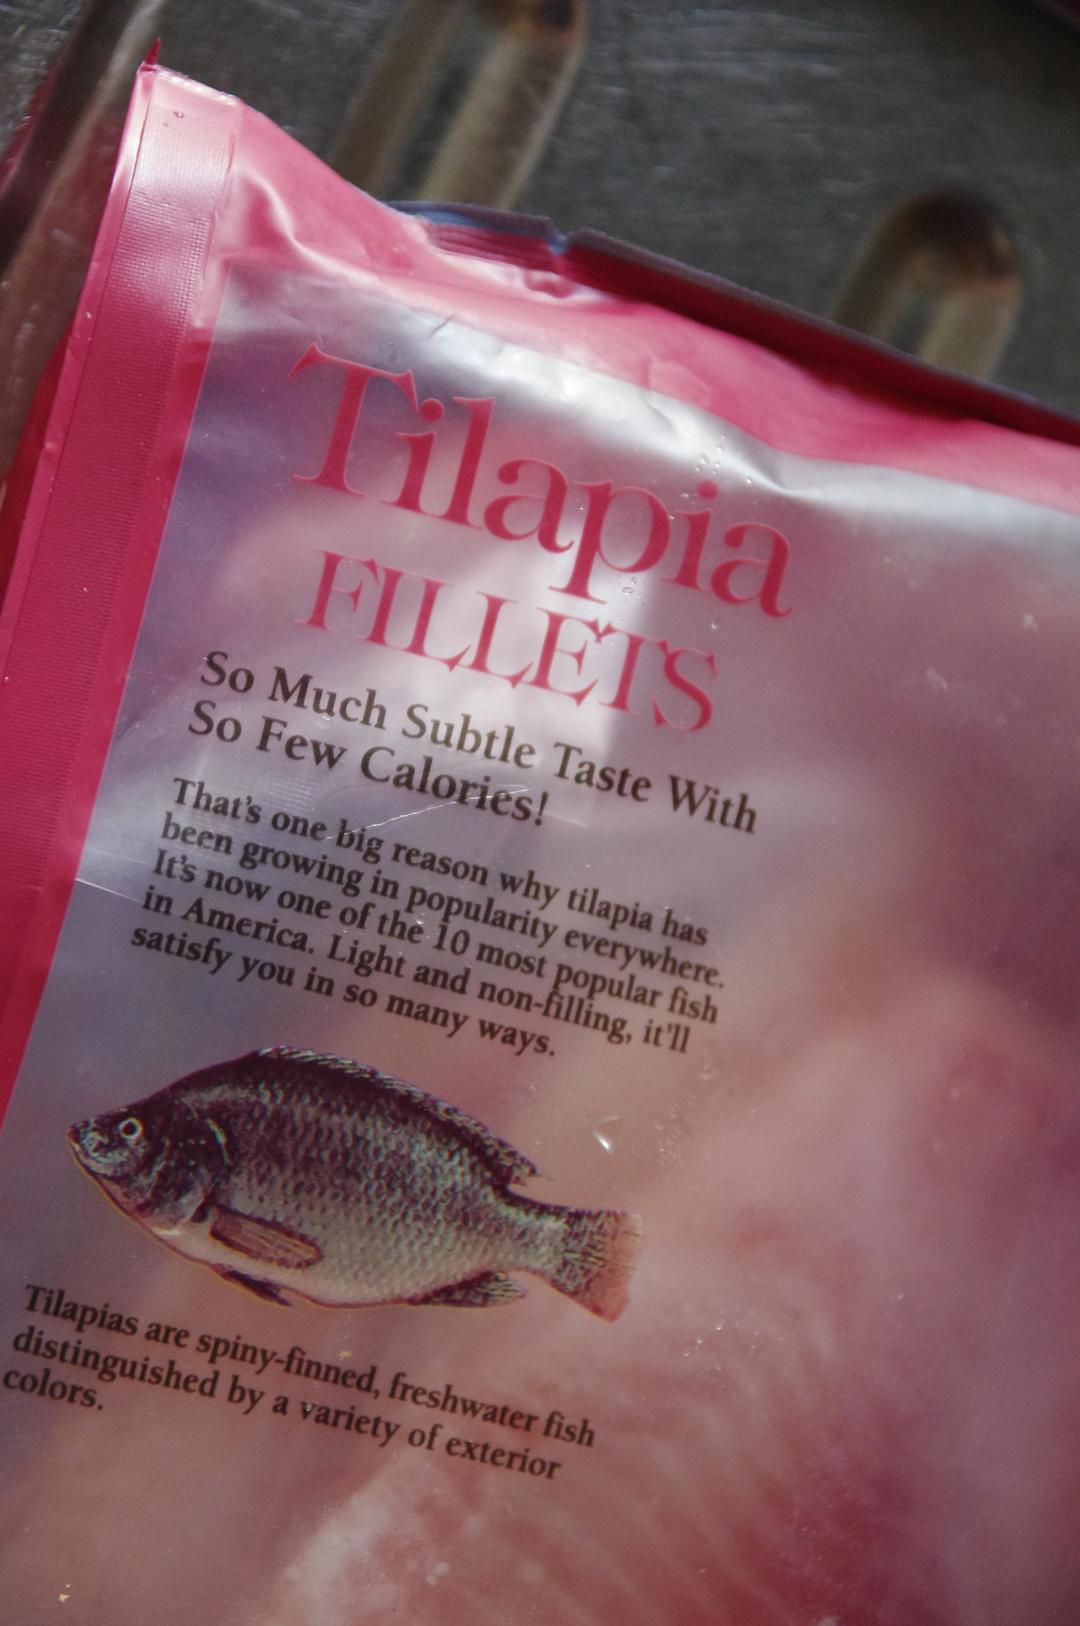 Tilapia
FILLETS
So Much Subtle Taste With
So Few Calories!
That's one big reason why tilapia has
been growing in popularity everywhere.
It's now one of the 10 most popular fish
in America. Light and non-filling, it'll
satisfy you in so many ways.
Tilapias are spiny-finned, freshwater fish
distinguished by a variety of exterior
colors.